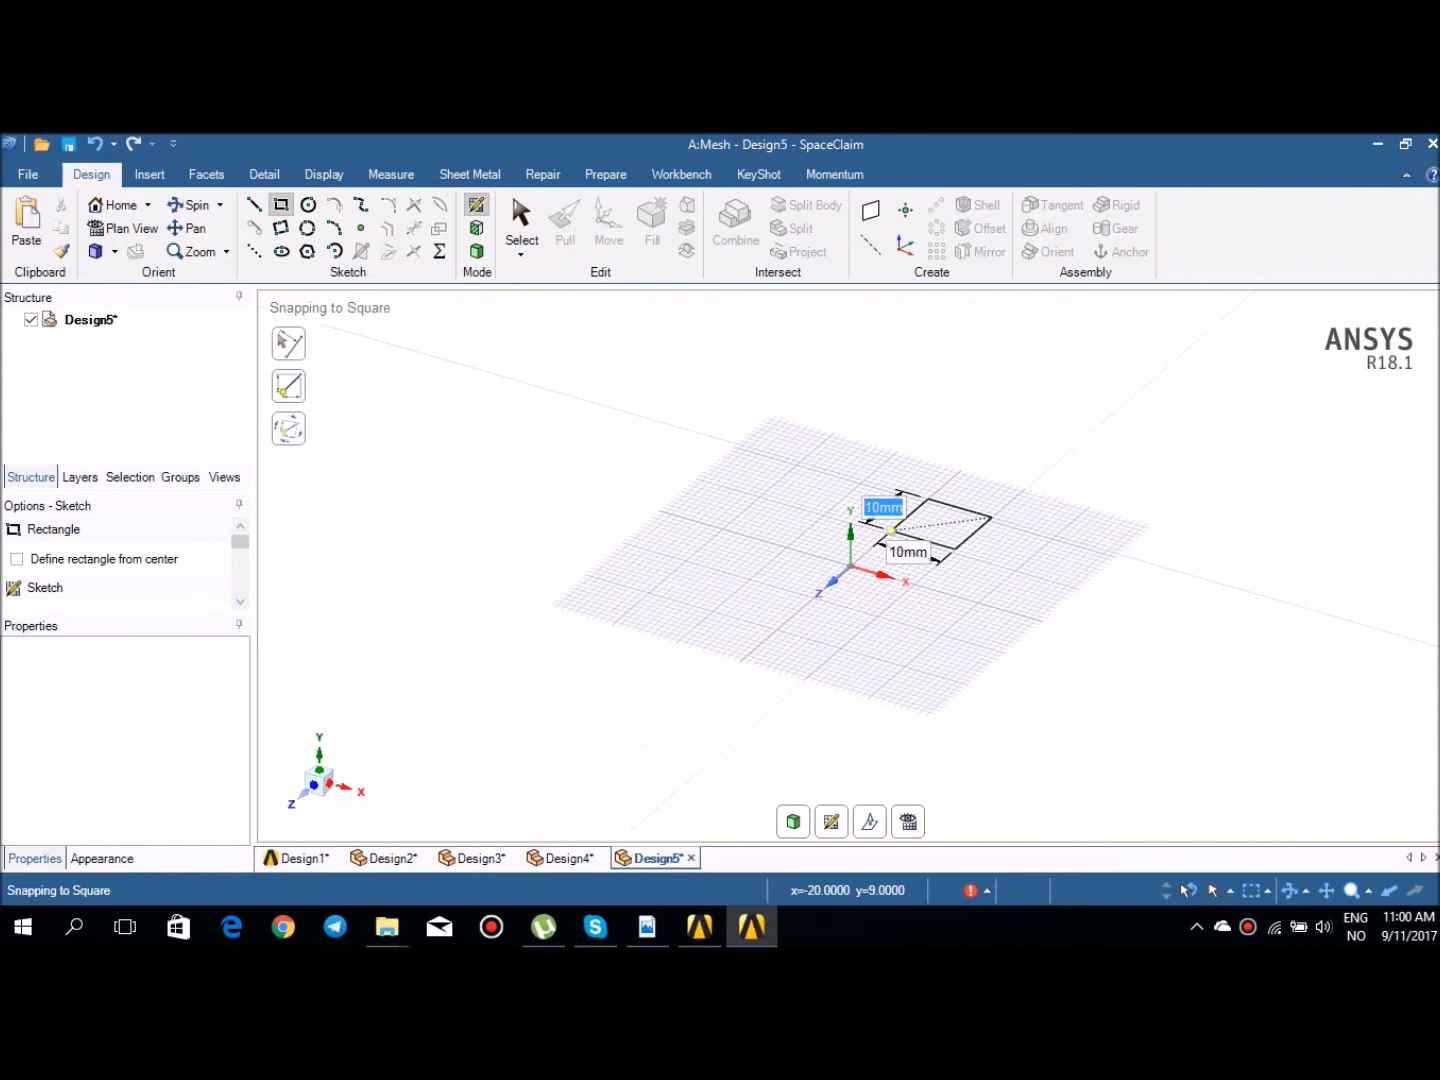 A:Mesh - Design5 - SpaceClaim
File Design Insert Facets Detail Display Measure Sheet Metal Repair Prepare Workbench KeyShot Momentum
Home Spin Split Body Shell Tangent Rigid
Plan View Pan Split Offset Align Gear
Paste Zoom Select Pull Move Fill Combine Project Mirror Orient Anchor
Clipboard Orient Sketch Mode Edit Intersect Create Assembly
Structure
Design5*
Snapping to Square
ANSYS
R18.1
Structure Layers Selection Groups Views
Options - Sketch
Rectangle
Define rectangle from center
Sketch
Properties
10mm
Y
10mm
X
Z
Y
X
Z
Properties Appearance
Design1* Design2* Design3* Design4* Design5*
Snapping to Square
x=-20.0000 y=9.0000
ENG 11:00 AM
NO 9/11/2017